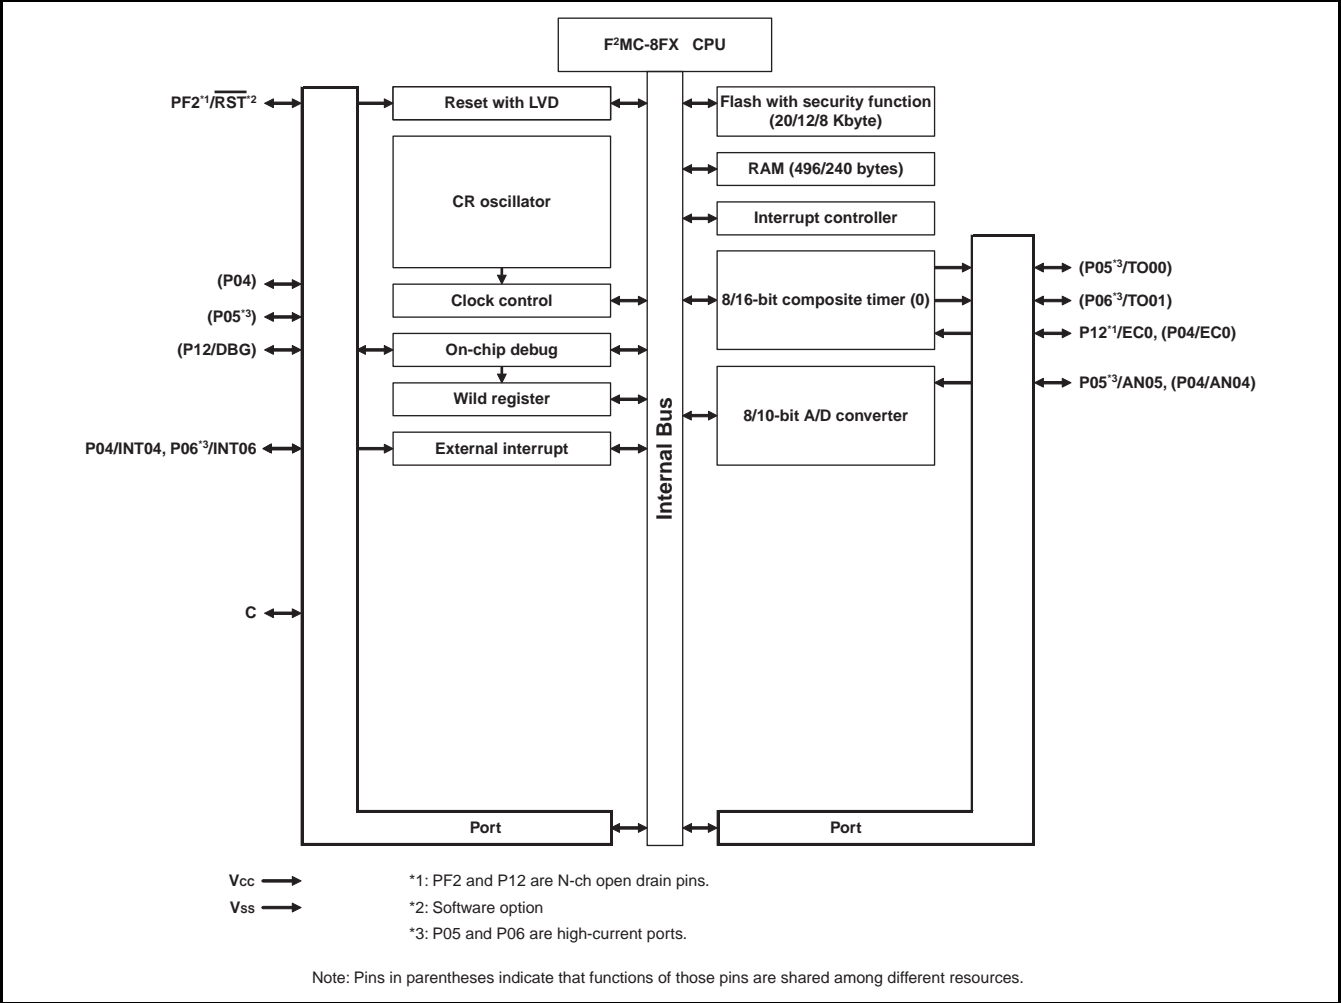 F²MC-8FX CPU
PF2*1/RST*2
Reset with LVD
Flash with security function
(20/12/8 Kbyte)
RAM (496/240 bytes)
CR oscillator
Interrupt controller
(P04)
(P05*3)
(P12/DBG)
Clock control
8/16-bit composite timer (0)
(P05*3/TO00)
(P06*3/TO01)
P12*1/EC0, (P04/EC0)
On-chip debug
Wild register
P05*3/AN05, (P04/AN04)
8/10-bit A/D converter
P04/INT04, P06*3/INT06
External interrupt
Internal Bus
C
Port
Port
Vcc
Vss
*1: PF2 and P12 are N-ch open drain pins.
*2: Software option
*3: P05 and P06 are high-current ports.
Note: Pins in parentheses indicate that functions of those pins are shared among different resources.